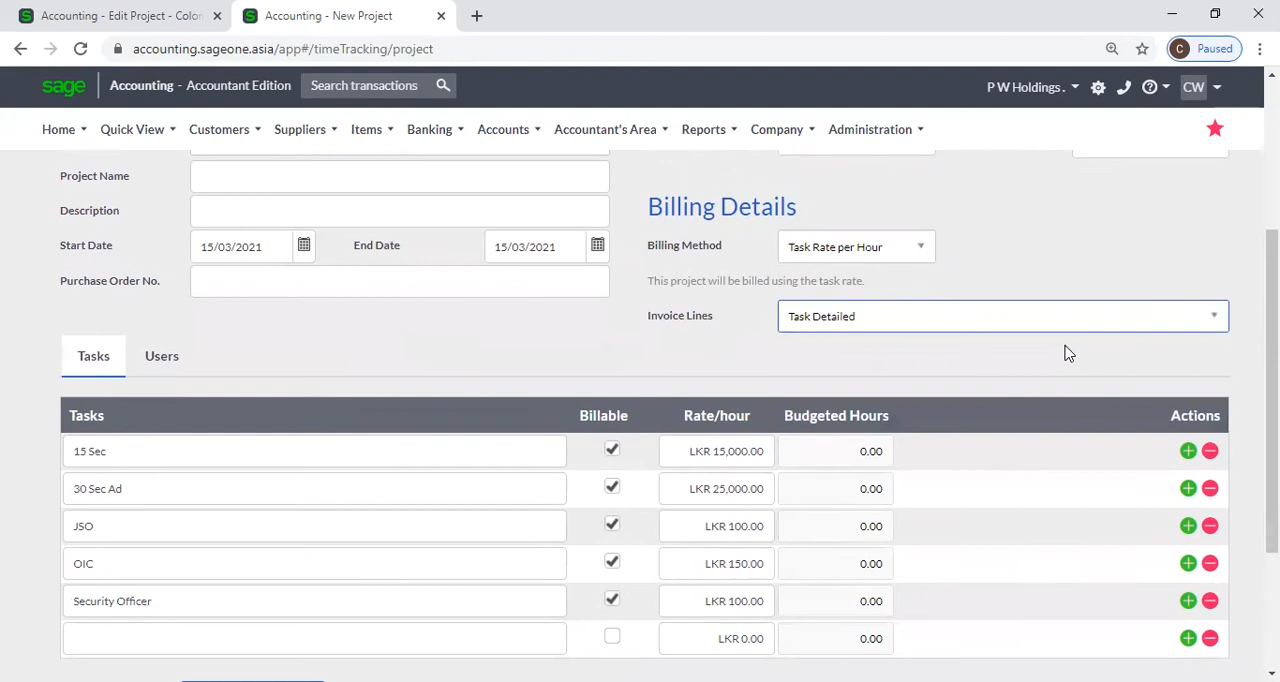 Accounting - Edit Project - Color
Accounting - New Project
accounting.sageone.asia/app#/timeTracking/project
C Paused
sage Accounting - Accountant Edition Search transactions P W Holdings . CW
Home Quick View Customers Suppliers Items Banking Accounts Accountant's Area Reports Company Administration
Project Name
Description
Start Date 15/03/2021 End Date 15/03/2021
Purchase Order No.
Billing Details
Billing Method Task Rate per Hour
This project will be billed using the task rate.
Invoice Lines Task Detailed
Tasks Users
Tasks Billable Rate/hour Budgeted Hours Actions
15 Sec LKR 15,000.00 0.00
30 Sec Ad LKR 25,000.00 0.00
JSO LKR 100.00 0.00
OIC LKR 150.00 0.00
Security Officer LKR 100.00 0.00
LKR 0.00 0.00